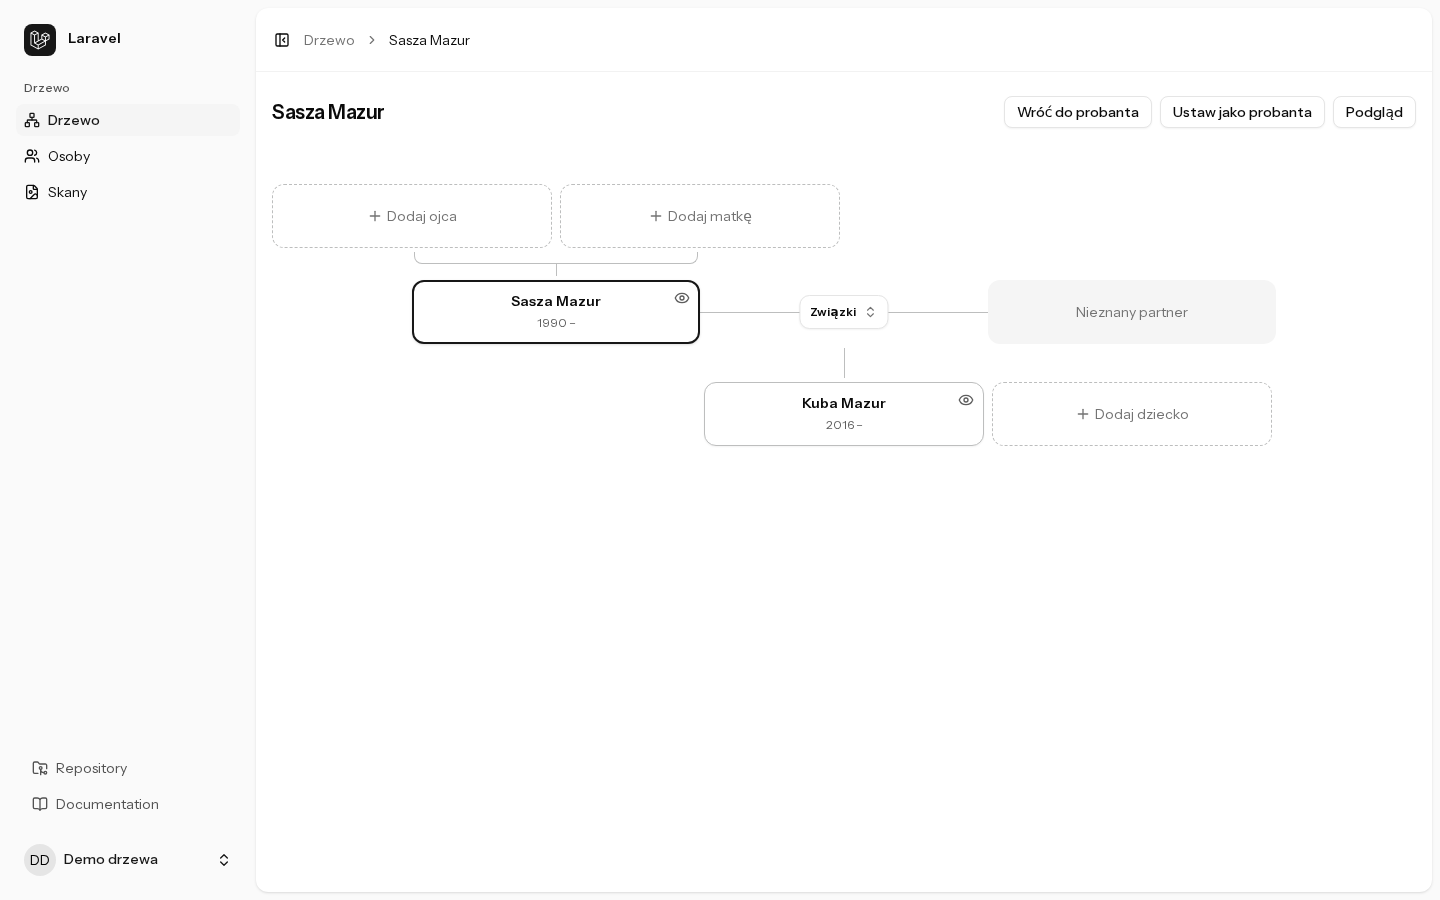 Laravel
Drzewo
Drzewo
Osoby
Skany
Repository
Documentation
DD
Demo drzewa
Drzewo
Sasza Mazur
Sasza Mazur
Wróć do probanta
Ustaw jako probanta
Podgląd
Dodaj ojca
Dodaj matkę
Sasza Mazur
1990 –
Związki
Nieznany partner
Kuba Mazur
2016 –
Dodaj dziecko